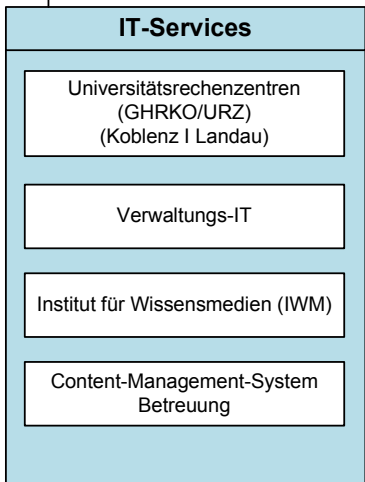 IT-Services
Universitätsrechenzentren
(GHRKO/URZ)
(Koblenz I Landau)
Verwaltungs-IT
Institut für Wissensmedien (IWM)
Content-Management-System
Betreuung